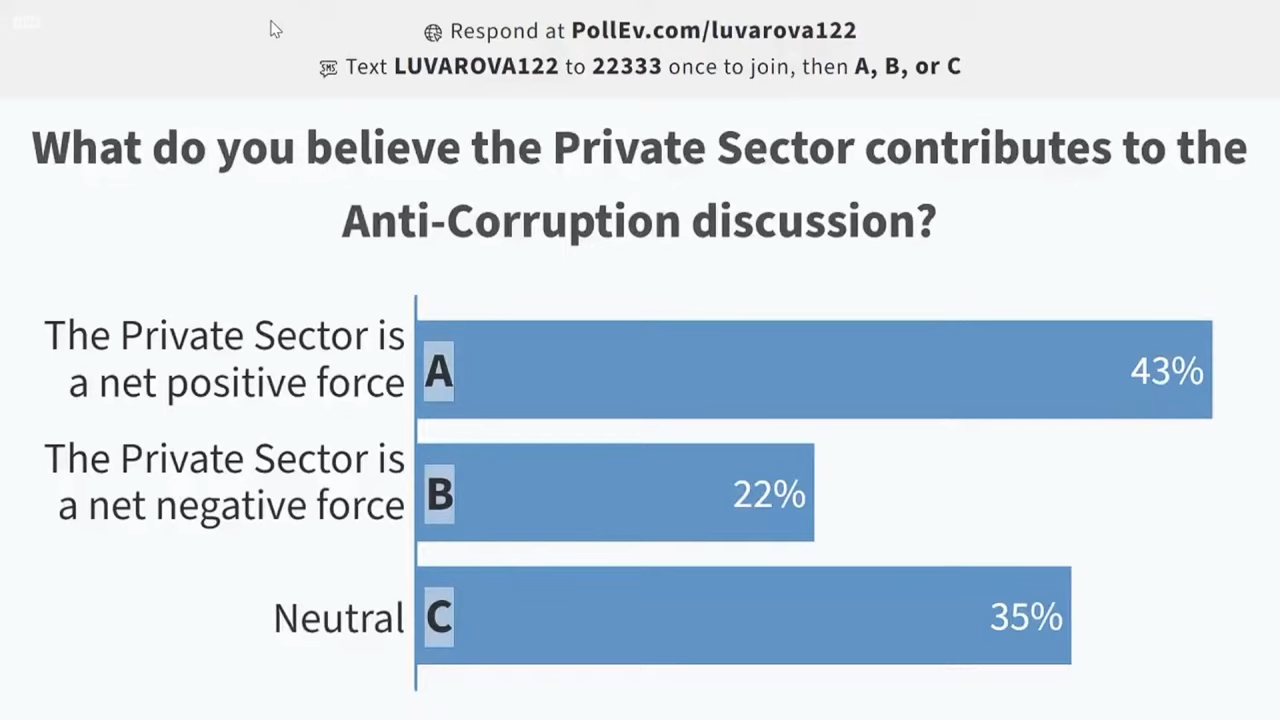 Respond at PollEv.com/luvarova122
Text LUVAROVA122 to 22333 once to join, then A, B, or C
What do you believe the Private Sector contributes to the
Anti-Corruption discussion?
The Private Sector is
a net positive force
A
43%
The Private Sector is
a net negative force
B
22%
Neutral
C
35%